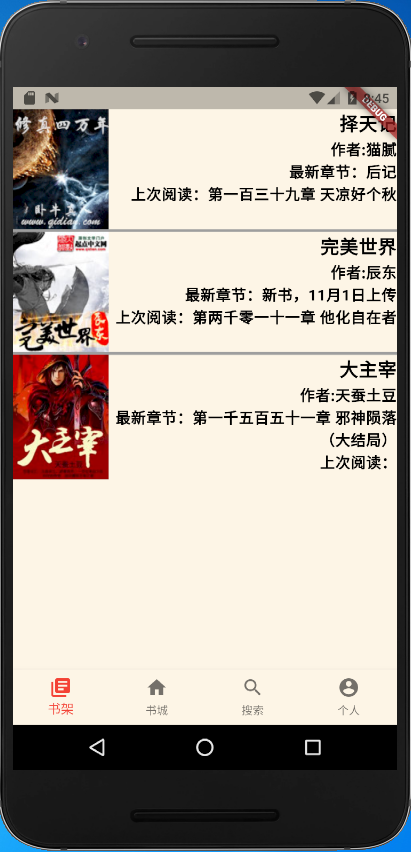 8:45
DEBUG
修真四万年
卧牛
www.qidian.com
择天记
作者:猫腻
最新章节：后记
上次阅读：第一百三十九章 天凉好个秋
起点中文网
完美世界
辰东
完美世界
作者:辰东
最新章节：新书，11月1日上传
上次阅读：第两千零一十一章 他化自在者
大主宰
天蚕土豆
大主宰
作者:天蚕土豆
最新章节：第一千五百五十一章 邪神陨落
（大结局）
上次阅读：
书架
书城
搜索
个人